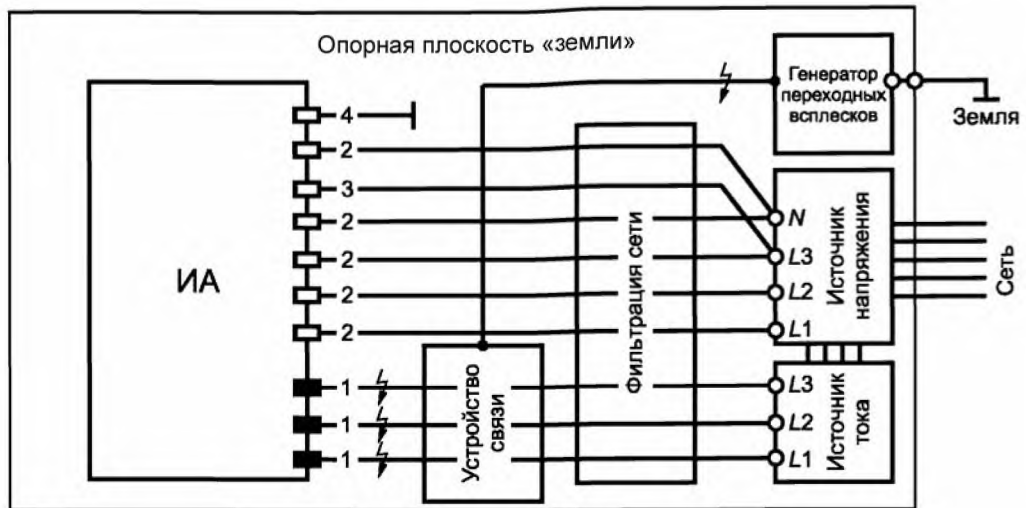 Опорная плоскость «земли»
Генератор
переходных
всплесков
Земля
ИА
4
2
3
2
2
2
2
1
1
1
Устройство
связи
Фильтрация сети
N
L3
L2
L1
Источник
напряжения
Сеть
L3
L2
L1
Источник
тока